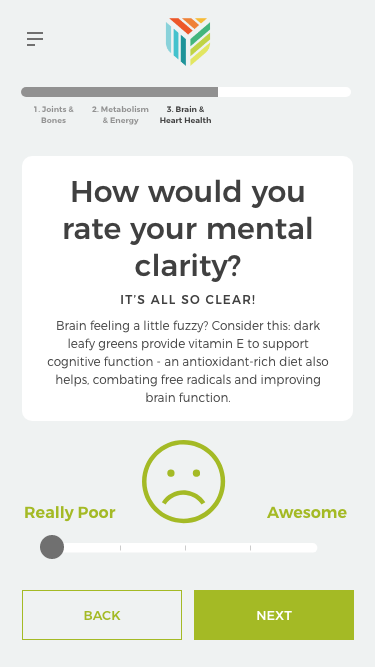 1. Joints &
Bones
2. Metabolism
& Energy
3. Brain &
Heart Health
How would you
rate your mental
clarity?
IT'S ALL SO CLEAR!
Brain feeling a little fuzzy? Consider this: dark
leafy greens provide vitamin E to support
cognitive function - an antioxidant-rich diet also
helps, combating free radicals and improving
brain function.
Really Poor
Awesome
BACK
NEXT